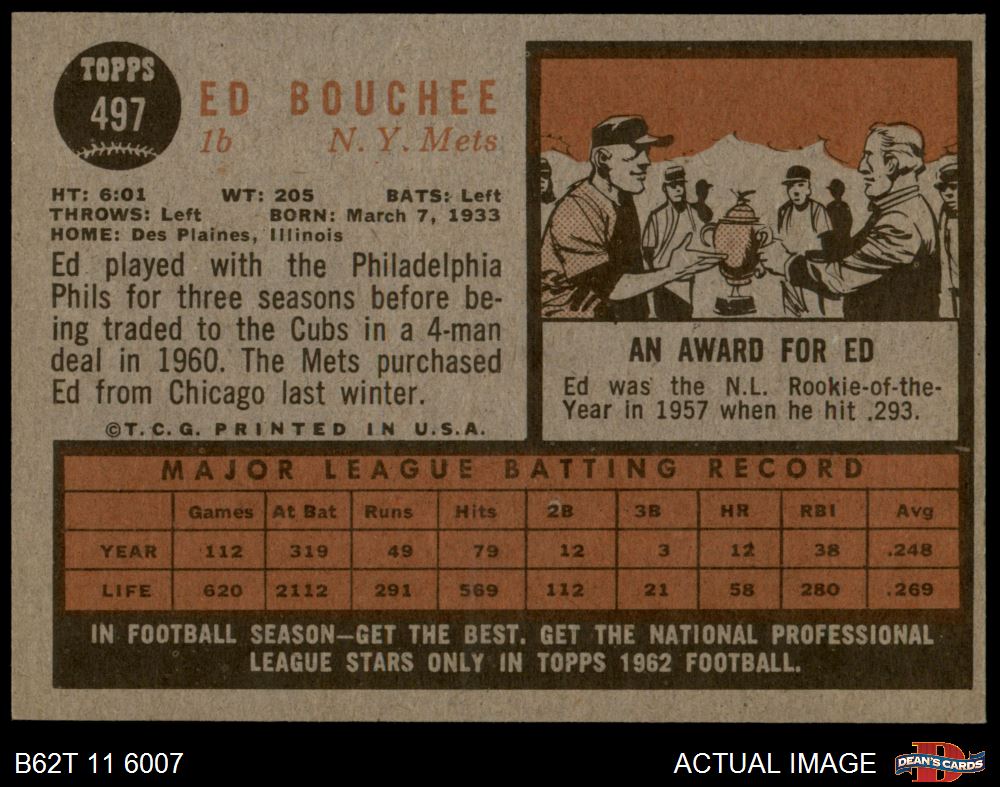 TOPPS
497
ED BOUCHEE
1b N. Y. Mets
HT: 6:01 WT: 205 BATS: Left
THROWS: Left BORN: March 7, 1933
HOME: Des Plaines, Illinois
Ed played with the Philadelphia
Phils for three seasons before be-
ing traded to the Cubs in a 4-man
deal in 1960. The Mets purchased
Ed from Chicago last winter.
©T. C. G. PRINTED IN U.S.A.
AN AWARD FOR ED
Ed was the N.L. Rookie-of-the-
Year in 1957 when he hit .293.
MAJOR LEAGUE BATTING RECORD
Games At Bat Runs Hits 2B 3B HR RBI Avg
YEAR 112 319 49 79 12 3 12 38 .248
LIFE 620 2112 291 569 112 21 58 280 .269
IN FOOTBALL SEASON—GET THE BEST. GET THE NATIONAL PROFESSIONAL
LEAGUE STARS ONLY IN TOPPS 1962 FOOTBALL.
B62T 11 6007 ACTUAL IMAGE DEAN'S CARDS